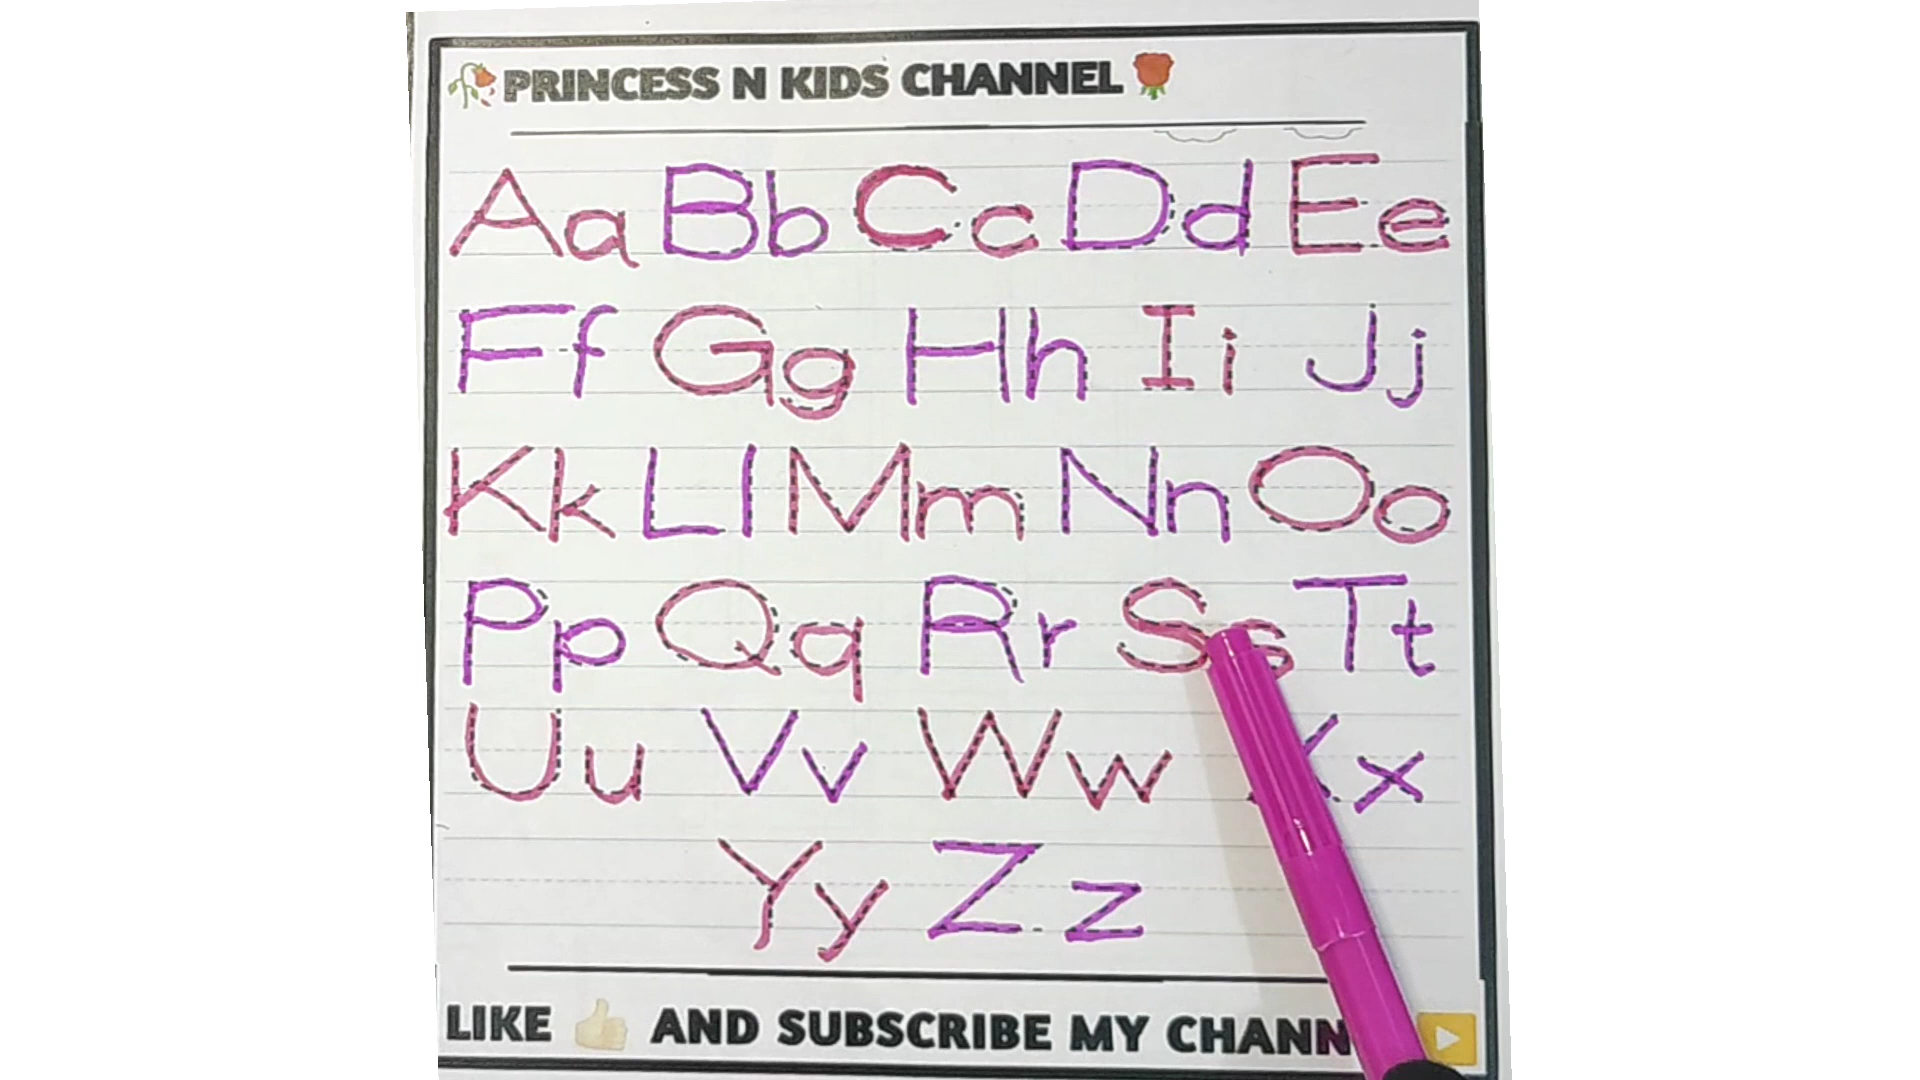 PRINCESS N KIDS CHANNEL
Aa Bb Cc Dd Ee
Ff Gg Hh Ii Jj
Kk Ll Mm Nn Oo
Pp Qq Rr Ss Tt
Uu Vv Ww Xx
Yy Zz
LIKE AND SUBSCRIBE MY CHANN